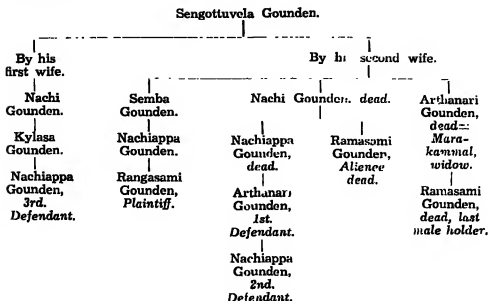 Sengottuvela Gounden.
By his first wife.
By his second wife.
Nachi Gounden.
Kylasa Gounden.
Nachiappa Gounden, 3rd. Defendant.
Semba Gounden.
Nachiappa Gounden.
Rangasami Gounden, Plaintiff.
Nachi Gounden. dead.
Nachiappa Gounden, dead.
Arthanari Gounden, 1st. Defendant.
Nachiappa Gounden, 2nd. Defendant.
Ramasami Gounder, Alienee dead.
Arthanari Gounden, dead= Marakammal, widow.
Ramasami Gounden, dead, last male holder.